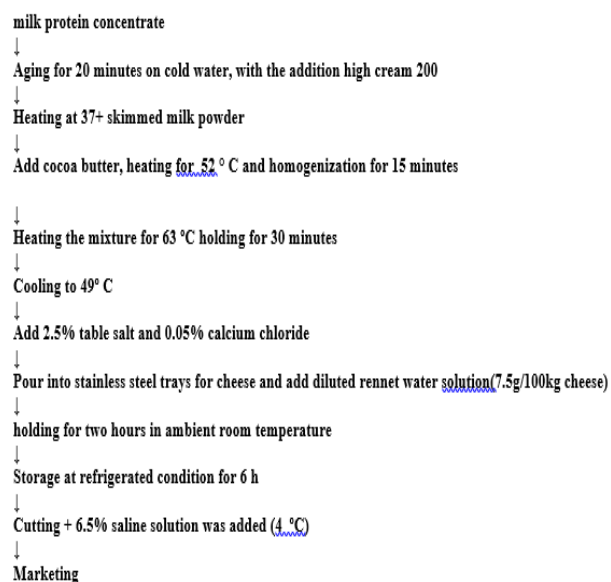 milk protein concentrate
↓
Aging for 20 minutes on cold water, with the addition high cream 200
↓
Heating at 37+ skimmed milk powder
↓
Add cocoa butter, heating for 52 ° C and homogenization for 15 minutes
↓
Heating the mixture for 63 °C holding for 30 minutes
↓
Cooling to 49° C
↓
Add 2.5% table salt and 0.05% calcium chloride
↓
Pour into stainless steel trays for cheese and add diluted rennet water solution(7.5g/100kg cheese)
↓
holding for two hours in ambient room temperature
↓
Storage at refrigerated condition for 6 h
↓
Cutting + 6.5% saline solution was added (4 °C)
↓
Marketing